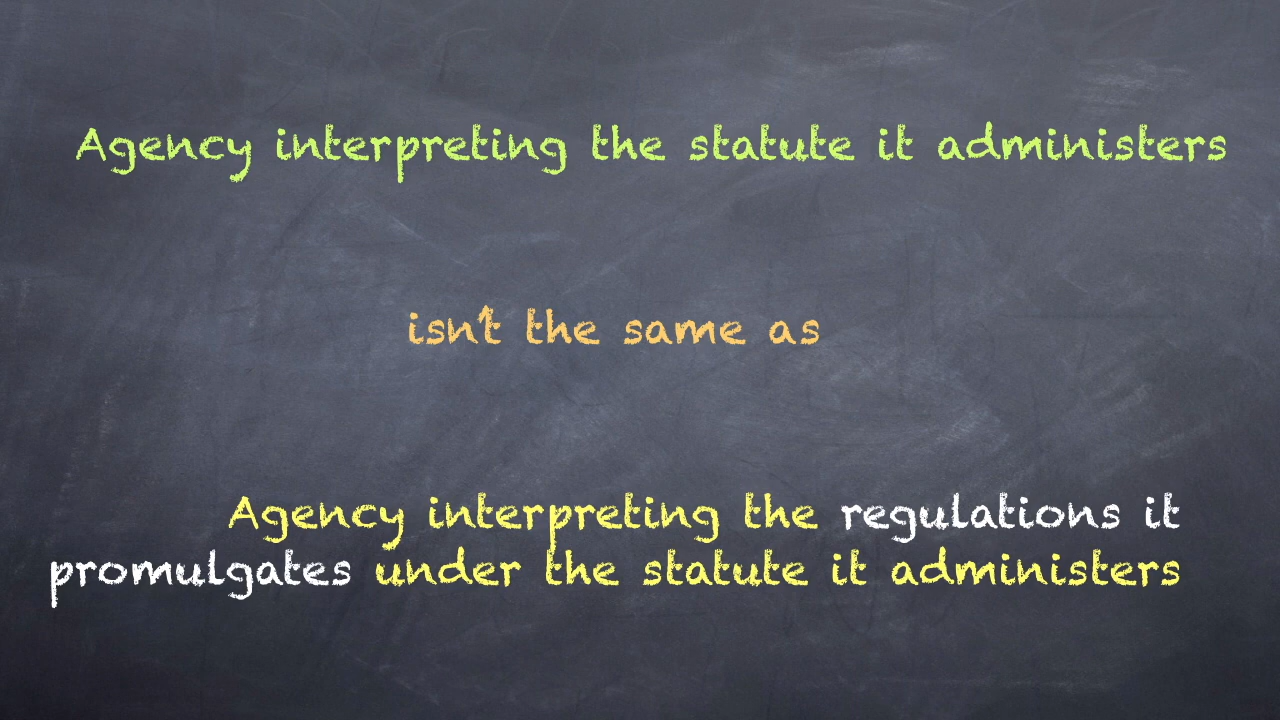 Agency interpreting the statute it administers
isn't the same as
Agency interpreting the regulations it
promulgates under the statute it administers